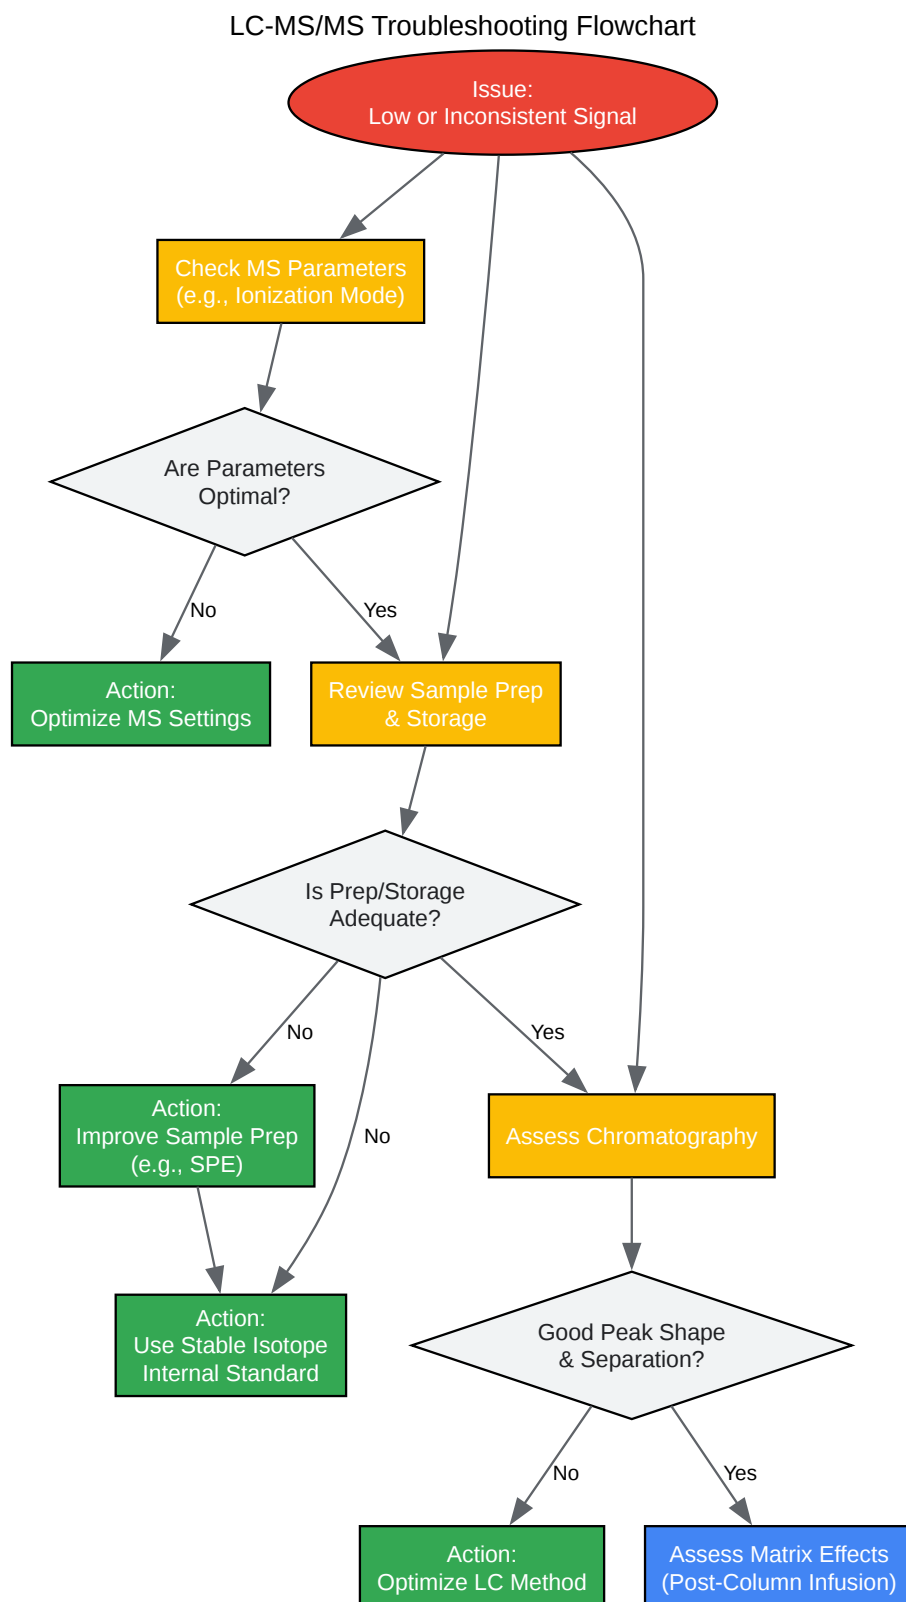 LC-MS/MS Troubleshooting Flowchart
Issue:
Low or Inconsistent Signal
Check MS Parameters
(e.g., Ionization Mode)
Are Parameters
Optimal?
No
Yes
Action:
Optimize MS Settings
Review Sample Prep
& Storage
Is Prep/Storage
Adequate?
No
Yes
No
Action:
Improve Sample Prep
(e.g., SPE)
Assess Chromatography
Action:
Use Stable Isotope
Internal Standard
Good Peak Shape
& Separation?
No
Yes
Action:
Optimize LC Method
Assess Matrix Effects
(Post-Column Infusion)